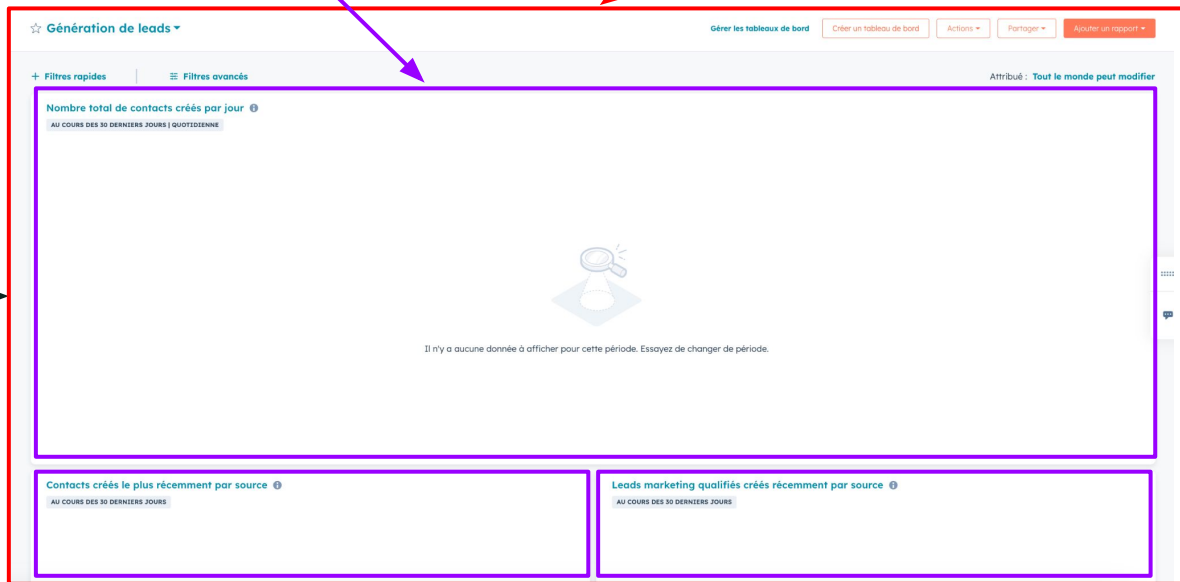 Génération de leads
Gérer les tableaux de bord Créer un tableau de bord Actions Partager Ajouter un rapport
+ Filtres rapides Filtres avancés Attribué : Tout le monde peut modifier
Nombre total de contacts créés par jour
AU COURS DES 30 DERNIERS JOURS | QUOTIDIENNE
Il n'y a aucune donnée à afficher pour cette période. Essayez de changer de période.
Contacts créés le plus récemment par source
AU COURS DES 30 DERNIERS JOURS
Leads marketing qualifiés créés récemment par source
AU COURS DES 30 DERNIERS JOURS